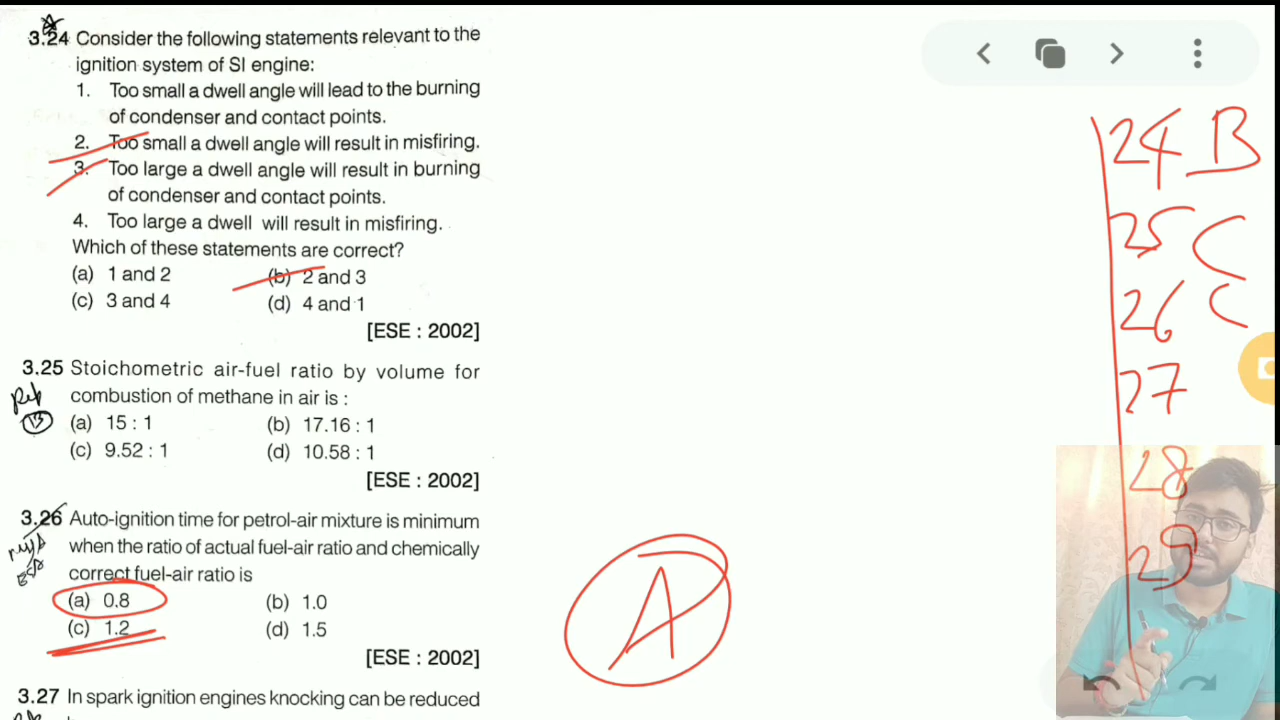 3.24 Consider the following statements relevant to the
ignition system of SI engine:
1. Too small a dwell angle will lead to the burning
of condenser and contact points.
2. Too small a dwell angle will result in misfiring.
3. Too large a dwell angle will result in burning
of condenser and contact points.
4. Too large a dwell will result in misfiring.
Which of these statements are correct?
(a) 1 and 2 (b) 2 and 3
(c) 3 and 4 (d) 4 and 1
[ESE : 2002]
3.25 Stoichometric air-fuel ratio by volume for
combustion of methane in air is :
(a) 15 : 1 (b) 17.16 : 1
(c) 9.52 : 1 (d) 10.58 : 1
[ESE : 2002]
3.26 Auto-ignition time for petrol-air mixture is minimum
when the ratio of actual fuel-air ratio and chemically
correct fuel-air ratio is
(a) 0.8 (b) 1.0
(c) 1.2 (d) 1.5
[ESE : 2002]
3.27 In spark ignition engines knocking can be reduced
A
24 B
25 C
26 C
27
28
29